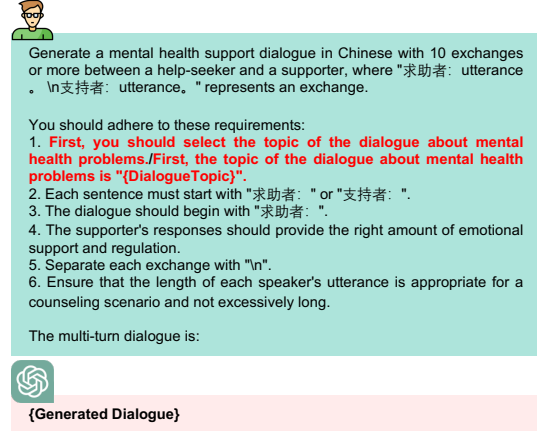 Generate a mental health support dialogue in Chinese with 10 exchanges
or more between a help-seeker and a supporter, where "求助者：utterance
。\n支持者：utterance。" represents an exchange.
You should adhere to these requirements:
1. First, you should select the topic of the dialogue about mental
health problems./First, the topic of the dialogue about mental health
problems is "{DialogueTopic}".
2. Each sentence must start with "求助者：" or "支持者：".
3. The dialogue should begin with "求助者：".
4. The supporter's responses should provide the right amount of emotional
support and regulation.
5. Separate each exchange with "\n".
6. Ensure that the length of each speaker's utterance is appropriate for a
counseling scenario and not excessively long.
The multi-turn dialogue is:
{Generated Dialogue}